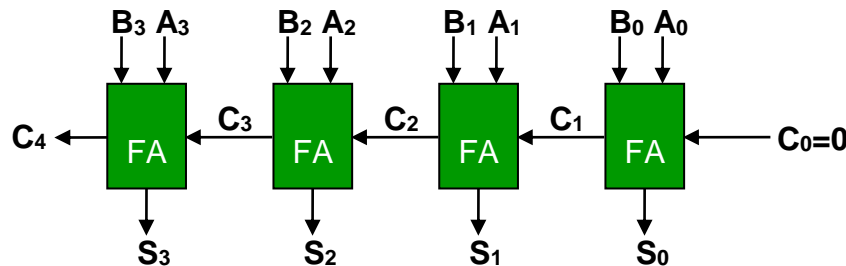 B₃ A₃ B₂ A₂ B₁ A₁ B₀ A₀
C₄ FA C₃ FA C₂ FA C₁ FA C₀=0
S₃ S₂ S₁ S₀